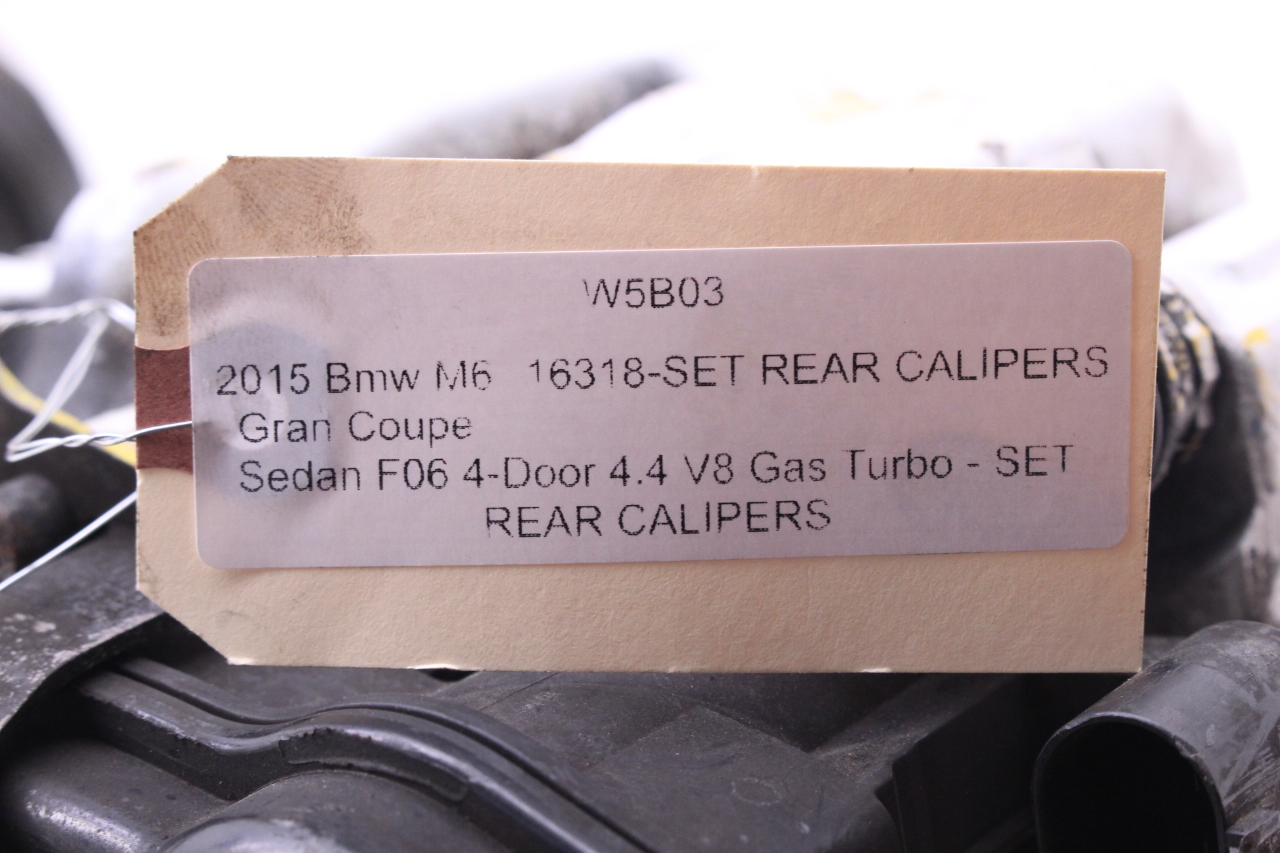 W5B03
2015 Bmw M6 16318-SET REAR CALIPERS
Gran Coupe
Sedan F06 4-Door 4.4 V8 Gas Turbo - SET
REAR CALIPERS